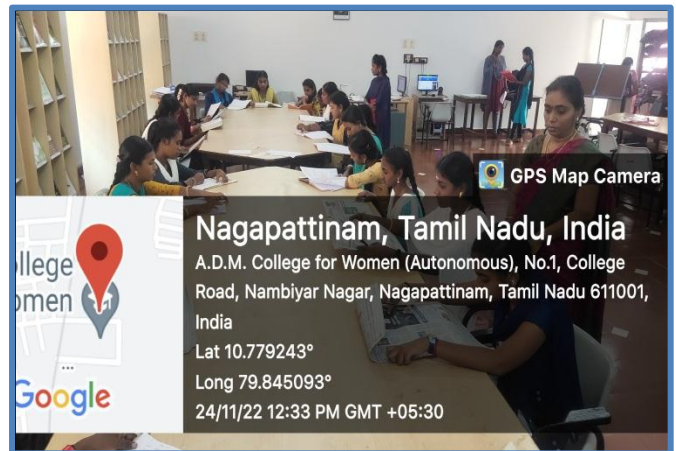 GPS Map Camera
Nagapattinam, Tamil Nadu, India
A.D.M. College for Women (Autonomous), No.1, College
Road, Nambiyar Nagar, Nagapattinam, Tamil Nadu 611001,
India
Lat 10.779243°
Long 79.845093°
24/11/22 12:33 PM GMT +05:30
ollege
omen
...
Google